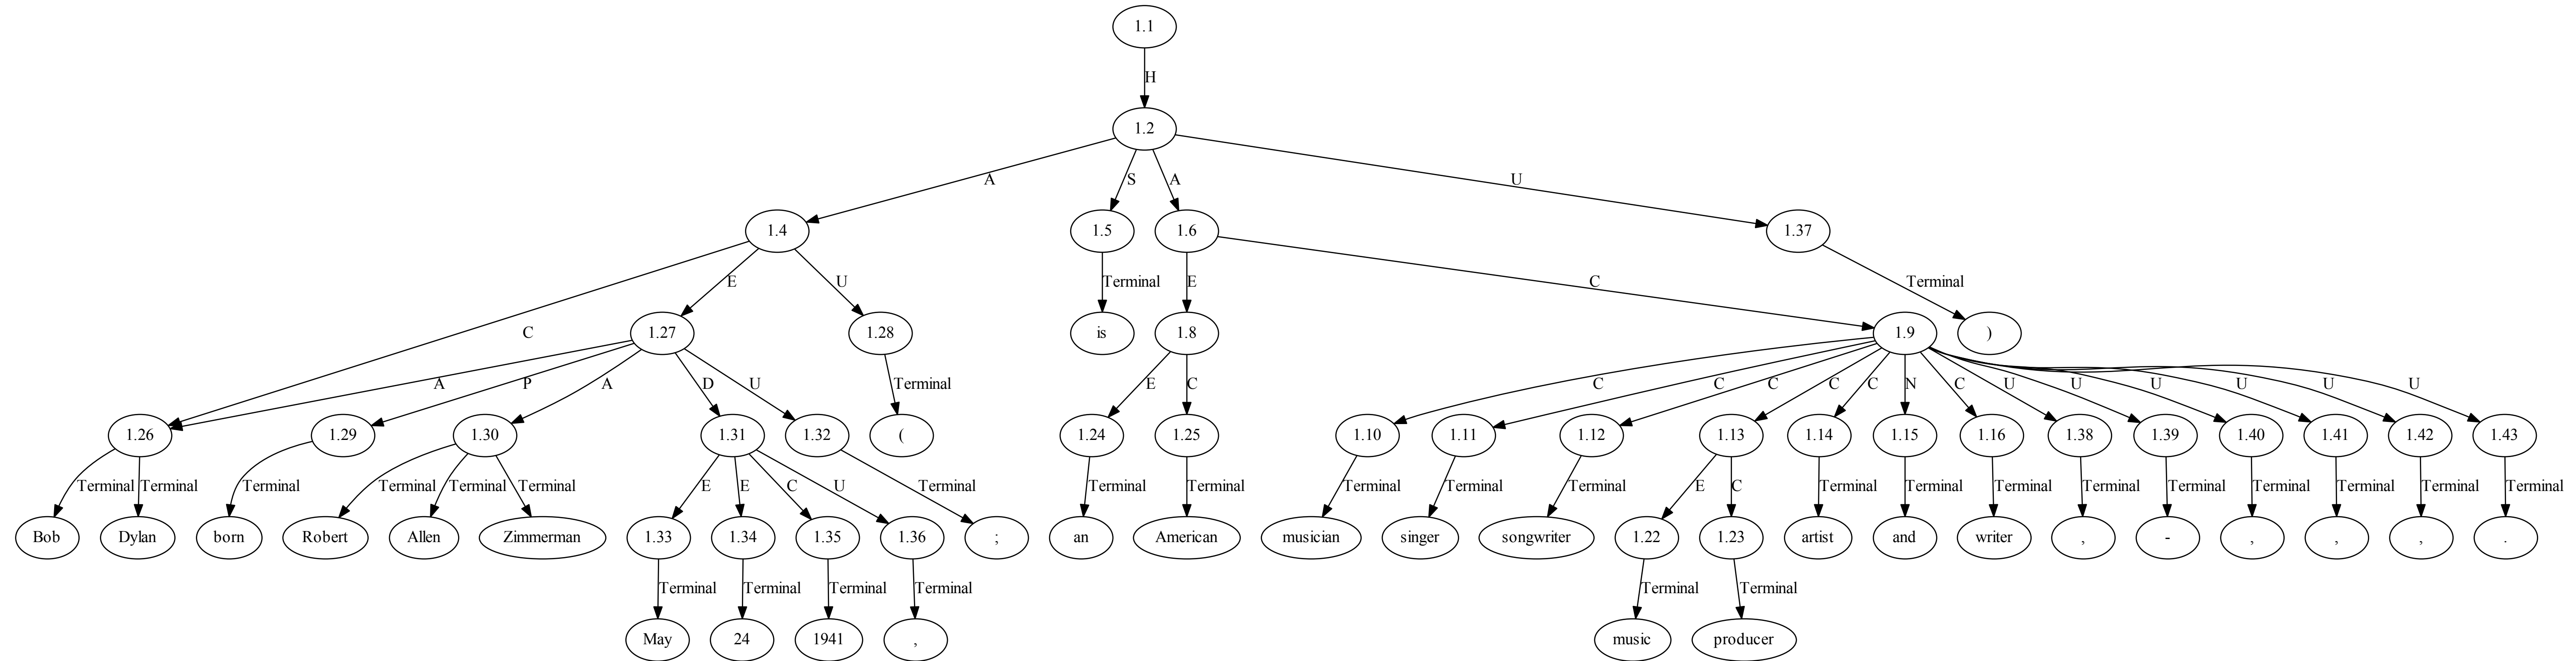 1.1
H
1.2
A S A U
1.4 1.5 1.6 1.37
C E U Terminal E C Terminal
1.27 1.28 is 1.8 1.9 )
A P A D U Terminal E C C C C C C N C U U U U U U
1.26 1.29 1.30 1.31 1.32 ( 1.24 1.25 1.10 1.11 1.12 1.13 1.14 1.15 1.16 1.38 1.39 1.40 1.41 1.42 1.43
Terminal Terminal Terminal Terminal Terminal Terminal E E C U Terminal Terminal Terminal Terminal Terminal Terminal E C Terminal Terminal Terminal Terminal Terminal Terminal Terminal Terminal Terminal
Bob Dylan born Robert Allen Zimmerman 1.33 1.34 1.35 1.36 ; an American musician singer songwriter 1.22 1.23 artist and writer , - , , , .
Terminal Terminal Terminal Terminal Terminal Terminal
May 24 1941 , music producer